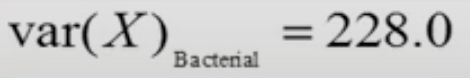 var(X) Bacterial = 228.0